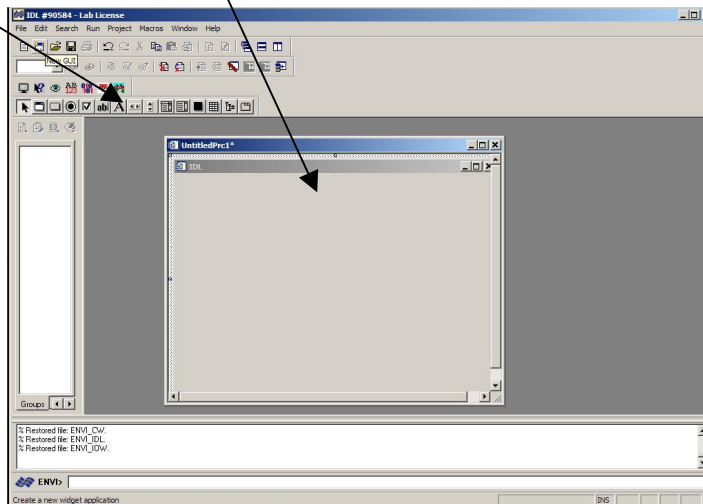 IDL #90584 - Lab License
File Edit Search Run Project Macros Window Help
New GUI
abl A
UntitledPrc1*
IDL
Groups
% Restored file: ENVI_CW.
% Restored file: ENVI_IDL.
% Restored file: ENVI_IOW.
ENVI>
Create a new widget application
INS